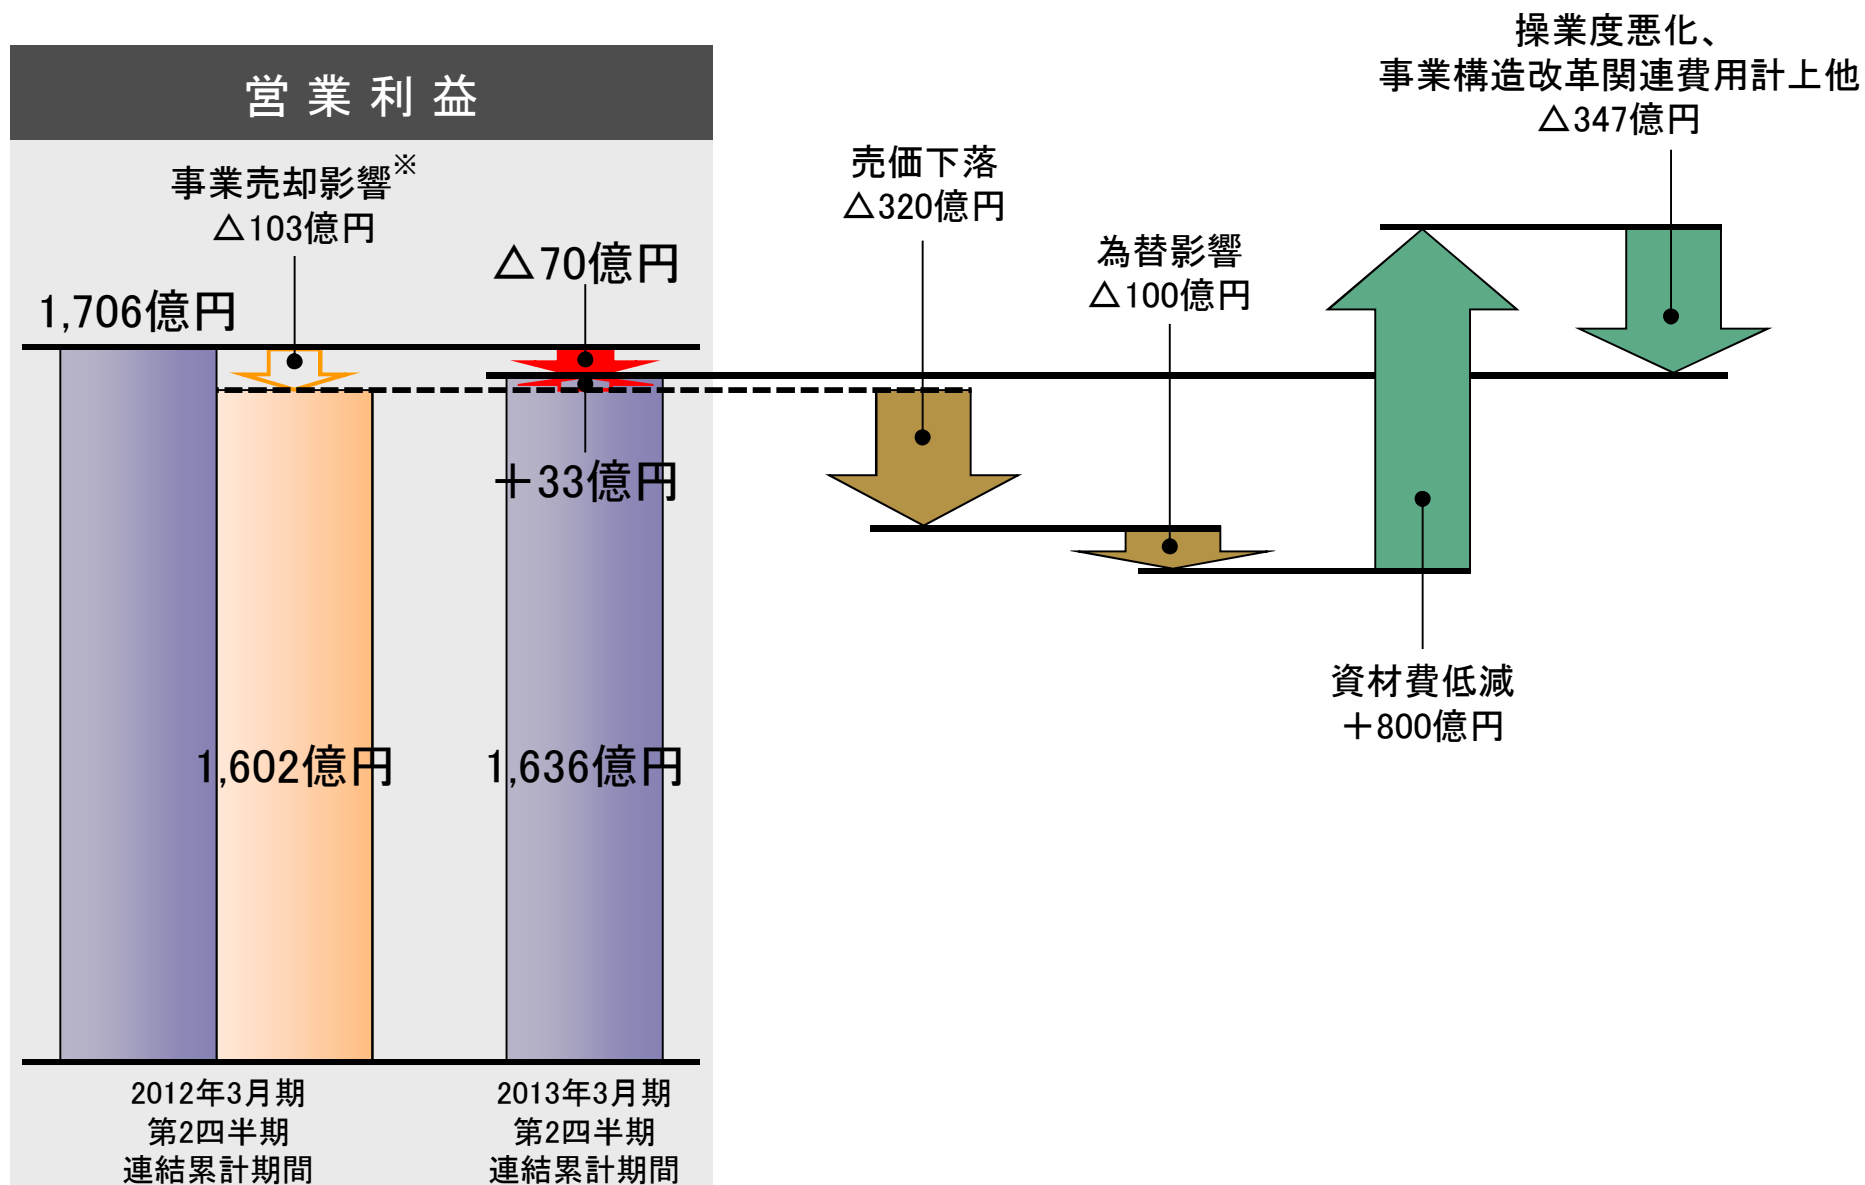 営業利益
事業売却影響※
△103億円
1,706億円
△70億円
+33億円
1,602億円
1,636億円
2012年3月期
第2四半期
連結累計期間
2013年3月期
第2四半期
連結累計期間
売価下落
△320億円
為替影響
△100億円
資材費低減
+800億円
操業度悪化、
事業構造改革関連費用計上他
△347億円